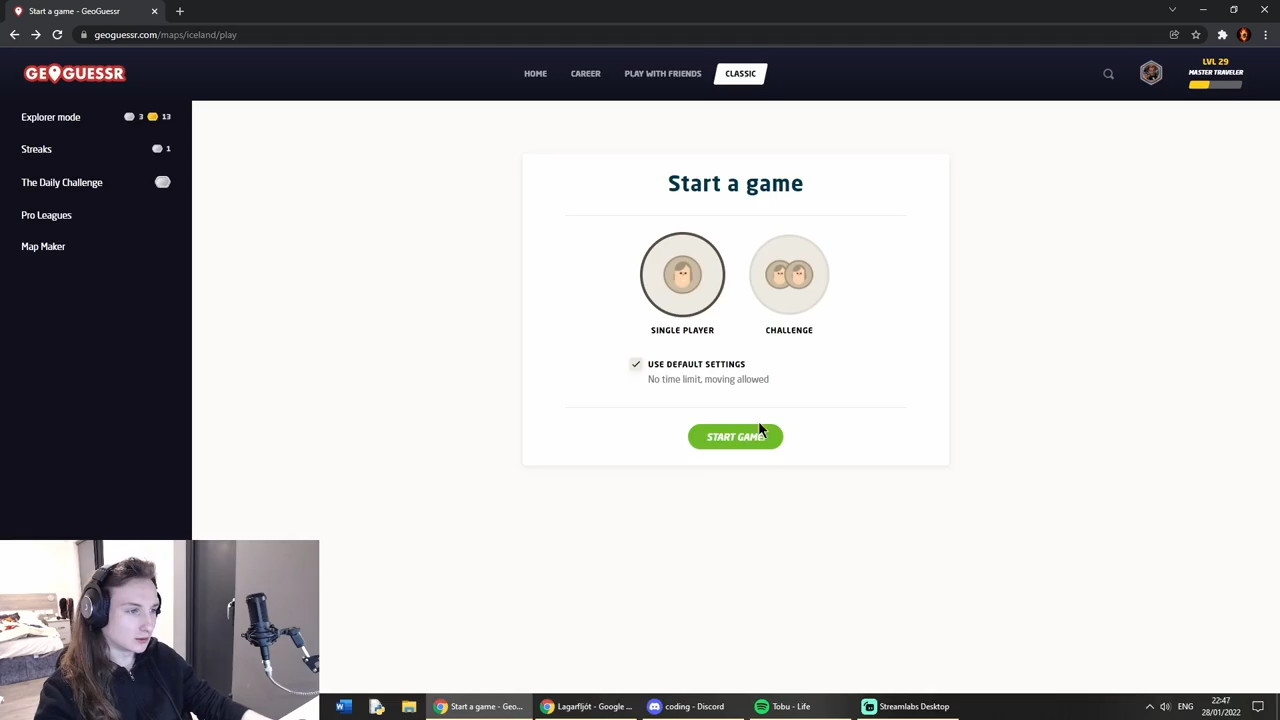 Start a game - GeoGuessr
geoguessr.com/maps/iceland/play
GEOGUESSR
HOME
CAREER
PLAY WITH FRIENDS
CLASSIC
LVL 29
MASTER TRAVELER
Explorer mode 3 13
Streaks 1
The Daily Challenge
Pro Leagues
Map Maker
Start a game
SINGLE PLAYER
CHALLENGE
USE DEFAULT SETTINGS
No time limit, moving allowed
START GAME
Start a game - Geo...
Lagarfljót - Google ...
coding - Discord
Tobu - Life
Streamlabs Desktop
ENG
22:47
28/01/2022